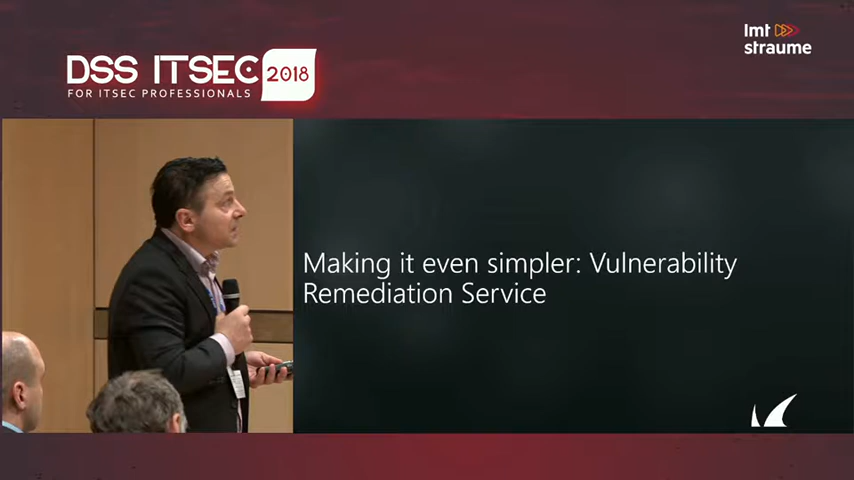 DSS ITSEC 2018
FOR ITSEC PROFESSIONALS
lmt
straume
Making it even simpler: Vulnerability
Remediation Service